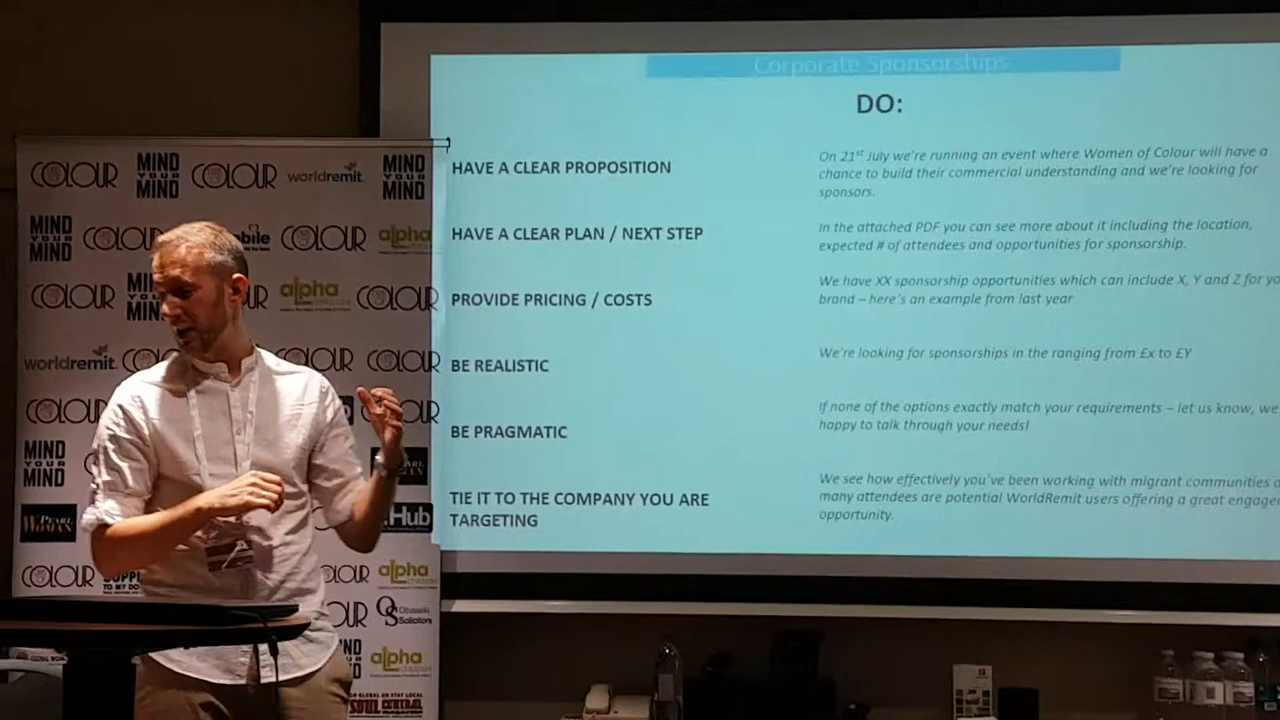 Corporate Sponsorships
DO:
HAVE A CLEAR PROPOSITION
On 21st July we're running an event where Women of Colour will have a
chance to build their commercial understanding and we're looking for
sponsors.
HAVE A CLEAR PLAN / NEXT STEP
In the attached PDF you can see more about it including the location,
expected # of attendees and opportunities for sponsorship.
PROVIDE PRICING / COSTS
We have XX sponsorship opportunities which can include X, Y and Z for
brand – here's an example from last year
BE REALISTIC
We're looking for sponsorships in the ranging from £x to £Y
BE PRAGMATIC
If none of the options exactly match your requirements – let us know, we
happy to talk through your needs!
TIE IT TO THE COMPANY YOU ARE
TARGETING
We see how effectively you've been working with migrant communities
many attendees are potential WorldRemit users offering a great
opportunity.
COLOUR MIND YOUR MIND COLOUR worldremit MIND YOUR MIND
MIND YOUR MIND COLOUR COLOUR alpha
COLOUR alpha COLOUR
worldremit COLOUR COLOUR
COLOUR
MIND YOUR MIND
PEARL WOMAN .Hub
COLOUR TO MY alpha
OS Obaseki Solicitors
alpha
SOUL CENTRAL